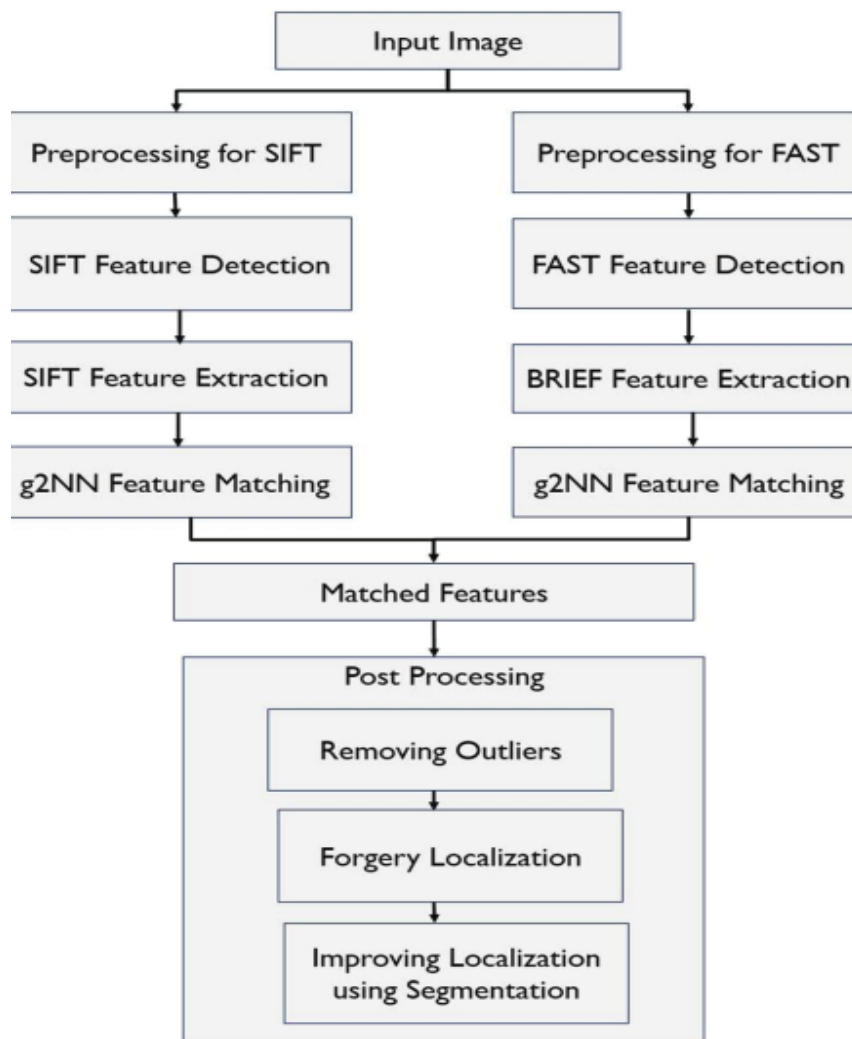 Input Image
Preprocessing for SIFT
Preprocessing for FAST
SIFT Feature Detection
FAST Feature Detection
SIFT Feature Extraction
BRIEF Feature Extraction
g2NN Feature Matching
g2NN Feature Matching
Matched Features
Post Processing
Removing Outliers
Forgery Localization
Improving Localization
using Segmentation